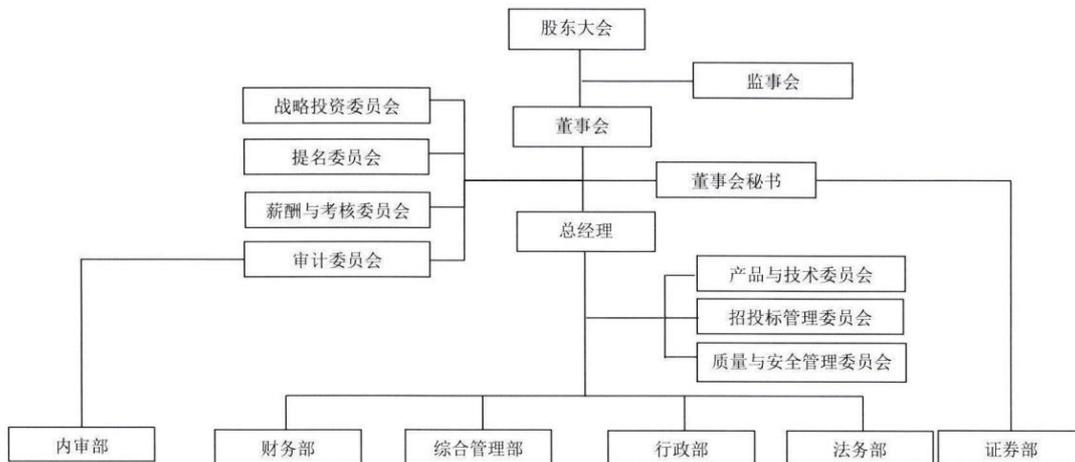 股东大会
监事会
战略投资委员会
董事会
提名委员会
董事会秘书
薪酬与考核委员会
总经理
审计委员会
产品与技术委员会
招投标管理委员会
质量与安全管理委员会
内审部
财务部
综合管理部
行政部
法务部
证券部